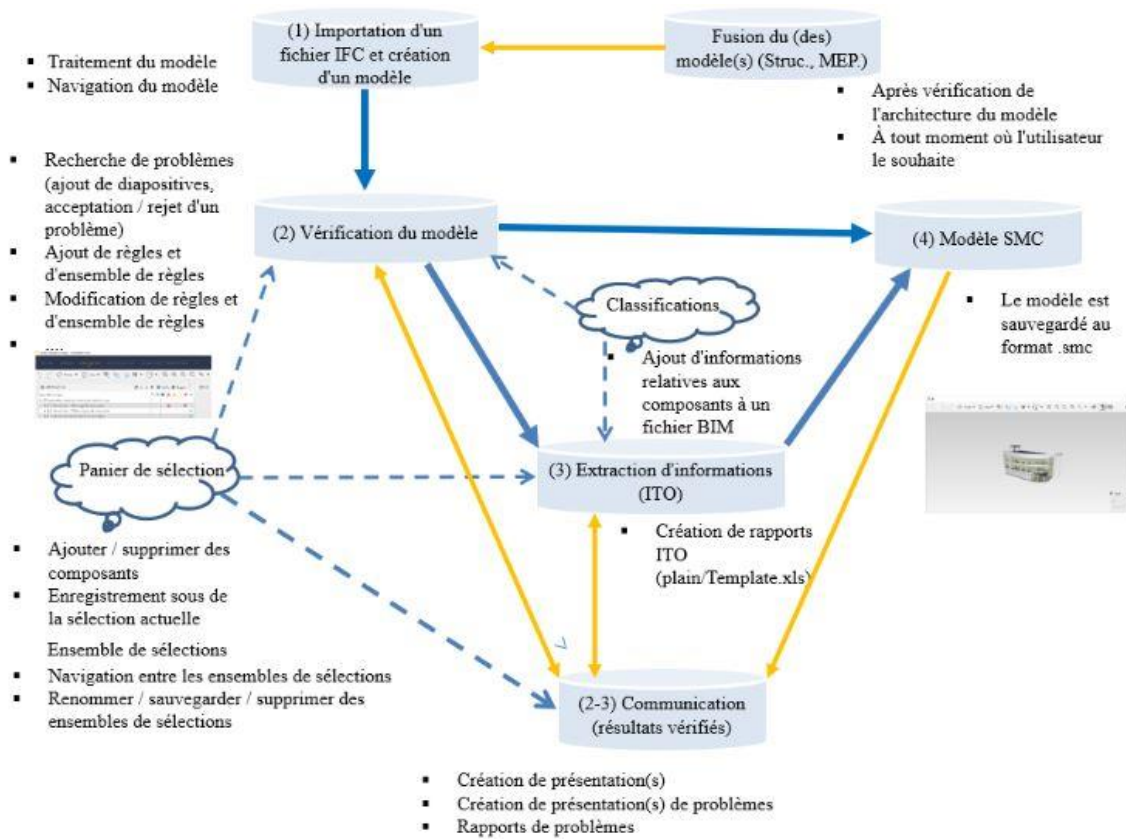 (1) Importation d'un
fichier IFC et création
d'un modèle
Fusion du (des)
modèle(s) (Struc., MEP.)
▪ Traitement du modèle
▪ Navigation du modèle
▪ Après vérification de
l'architecture du modèle
▪ À tout moment où l'utilisateur
le souhaite
▪ Recherche de problèmes
(ajout de diapositives,
acceptation / rejet d'un
problème)
▪ Ajout de règles et
d'ensemble de règles
▪ Modification de règles et
d'ensemble de règles
▪ ....
(2) Vérification du modèle
(4) Modèle SMC
▪ Le modèle est
sauvegardé au
format .smc
Classifications
▪ Ajout d'informations
relatives aux
composants à un
fichier BIM
Panier de sélection
(3) Extraction d'informations
(ITO)
▪ Création de rapports
ITO
(plain/Template.xls)
▪ Ajouter / supprimer des
composants
▪ Enregistrement sous de
la sélection actuelle
Ensemble de sélections
▪ Navigation entre les ensembles de sélections
▪ Renommer / sauvegarder / supprimer des
ensembles de sélections
(2-3) Communication
(résultats vérifiés)
▪ Création de présentation(s)
▪ Création de présentation(s) de problèmes
▪ Rapports de problèmes